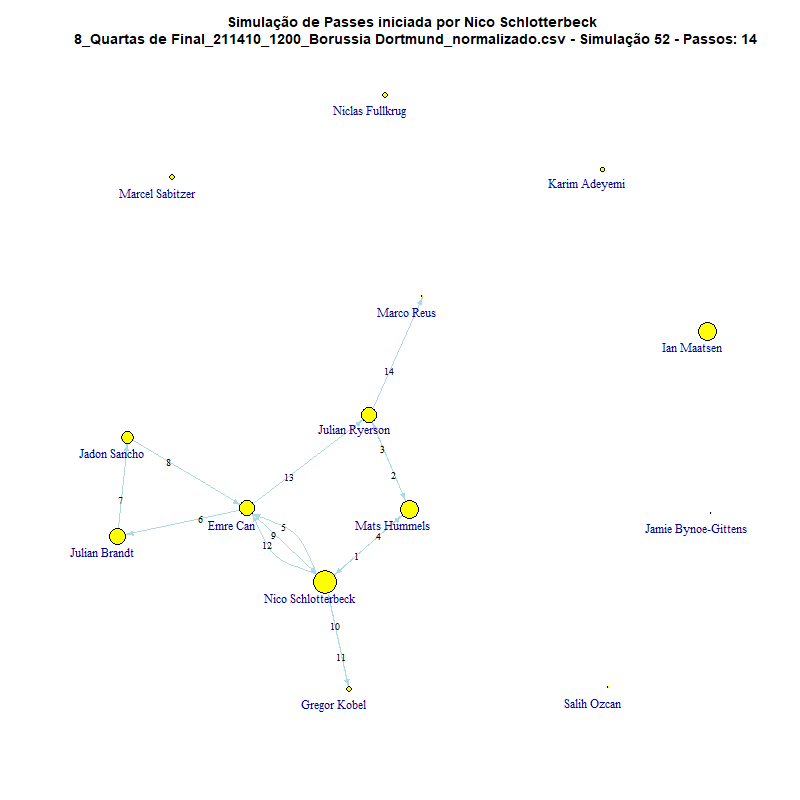 Simulação de Passes iniciada por Nico Schlotterbeck
8_Quartas de Final_211410_1200_Borussia Dortmund_normalizado.csv - Simulação 52 - Passos: 14
Niclas Fullkrug
Karim Adeyemi
Marcel Sabitzer
Marco Reus
Ian Maatsen
14
Julian Ryerson
3
Jadon Sancho
8
2
13
7
6
Emre Can
5
Mats Hummels
Jamie Bynoe-Gittens
9
4
12
Julian Brandt
1
Nico Schlotterbeck
10
11
Gregor Kobel
Salih Ozcan